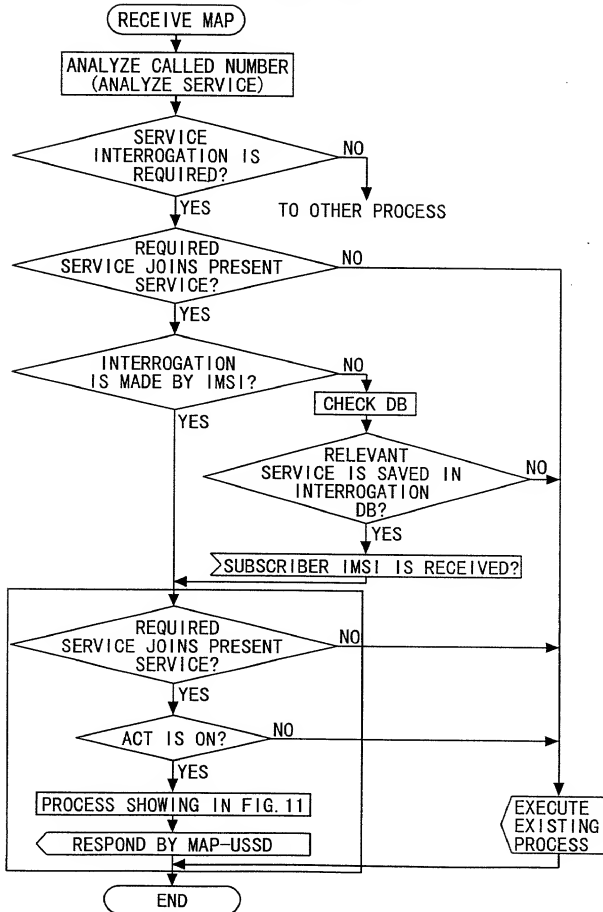 RECEIVE MAP
ANALYZE CALLED NUMBER
(ANALYZE SERVICE)
SERVICE
INTERROGATION IS
REQUIRED?
NO
TO OTHER PROCESS
YES
REQUIRED
SERVICE JOINS PRESENT
SERVICE?
NO
YES
INTERROGATION
IS MADE BY IMSI?
NO
YES
CHECK DB
RELEVANT
SERVICE IS SAVED IN
INTERROGATION
DB?
NO
YES
SUBSCRIBER IMSI IS RECEIVED?
REQUIRED
SERVICE JOINS PRESENT
SERVICE?
NO
YES
ACT IS ON?
NO
YES
PROCESS SHOWING IN FIG. 11
RESPOND BY MAP-USSD
EXECUTE
EXISTING
PROCESS
END